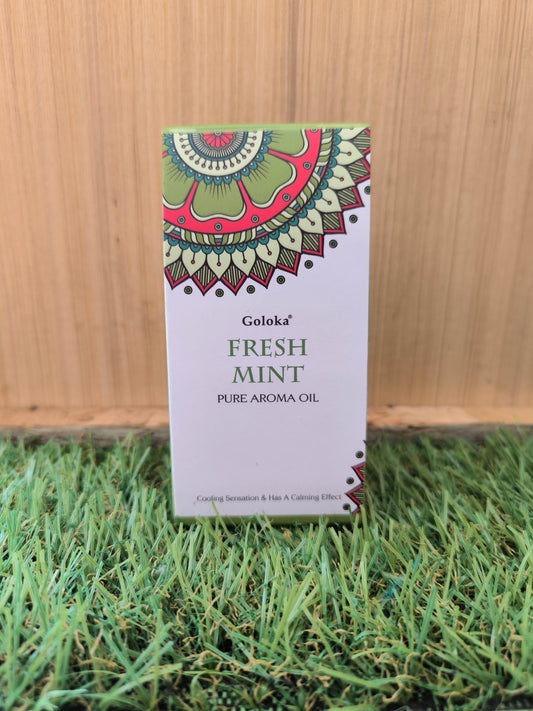 Goloka®
FRESH
MINT
PURE AROMA OIL
Cooling Sensation & Has A Calming Effect